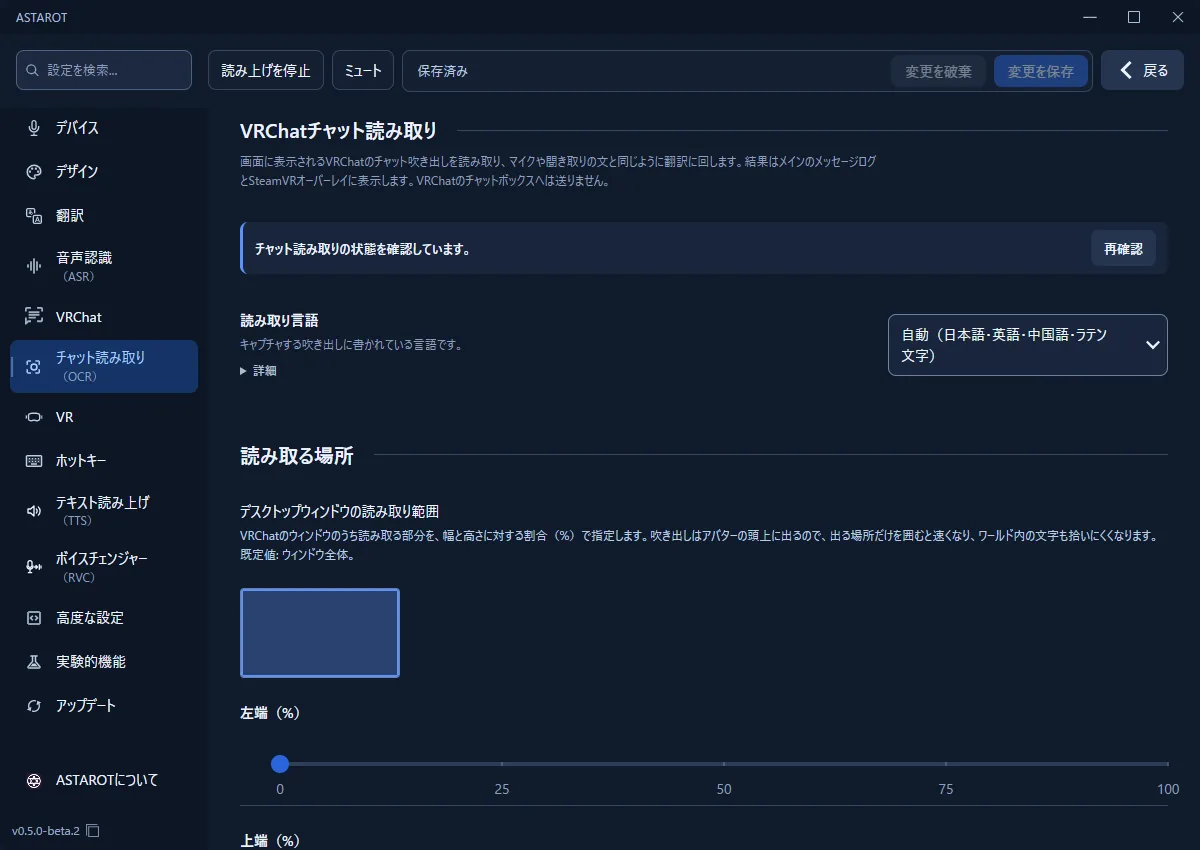 ASTAROT
設定を検索...
読み上げを停止
ミュート
保存済み
変更を破棄
変更を保存
戻る
デバイス
デザイン
翻訳
音声認識
（ASR）
VRChat
チャット読み取り
（OCR）
VR
ホットキー
テキスト読み上げ
（TTS）
ボイスチェンジャー
（RVC）
高度な設定
実験的機能
アップデート
ASTAROTについて
v0.5.0-beta.2
VRChatチャット読み取り
画面に表示されるVRChatのチャット吹き出しを読み取り、マイクや聞き取りの文と同じように翻訳に回します。結果はメインのメッセージログ
とSteamVRオーバーレイに表示します。VRChatのチャットボックスへは送りません。
チャット読み取りの状態を確認しています。
再確認
読み取り言語
キャプチャする吹き出しに書かれている言語です。
詳細
自動（日本語・英語・中国語・ラテン
文字）
読み取る場所
デスクトップウィンドウの読み取り範囲
VRChatのウィンドウのうち読み取る部分を、幅と高さに対する割合（%）で指定します。吹き出しはアバターの頭上に出るので、出る場所だけを囲むと速くなり、ワールド内の文字も拾いにくくなります。
既定値: ウィンドウ全体。
左端（%）
0
25
50
75
100
上端（%）